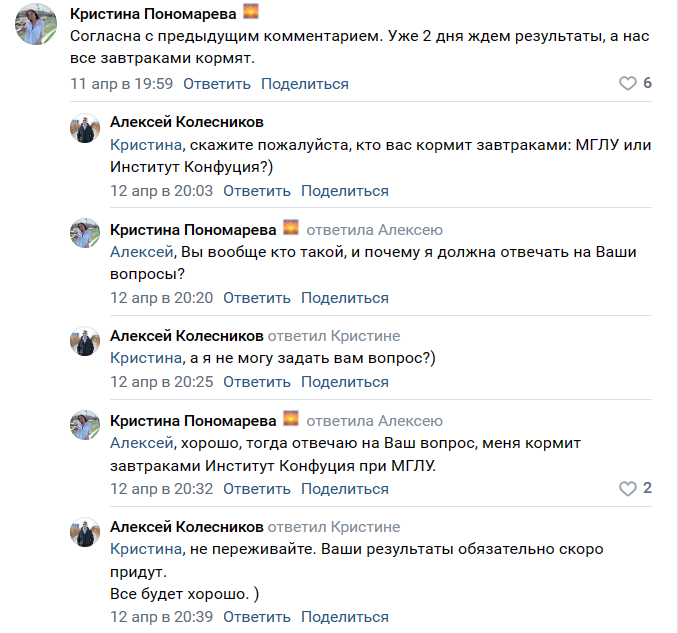 Кристина Пономарева
Согласна с предыдущим комментарием. Уже 2 дня ждем результаты, а нас
все завтраками кормят.
11 апр в 19:59 Ответить Поделиться 6
Алексей Колесников
Кристина, скажите пожалуйста, кто вас кормит завтраками: МГЛУ или
Институт Конфуция?)
12 апр в 20:03 Ответить Поделиться
Кристина Пономарева ответила Алексею
Алексей, Вы вообще кто такой, и почему я должна отвечать на Ваши
вопросы?
12 апр в 20:20 Ответить Поделиться
Алексей Колесников ответил Кристине
Кристина, а я не могу задать вам вопрос?)
12 апр в 20:25 Ответить Поделиться
Кристина Пономарева ответила Алексею
Алексей, хорошо, тогда отвечаю на Ваш вопрос, меня кормит
завтраками Институт Конфуция при МГЛУ.
12 апр в 20:32 Ответить Поделиться 2
Алексей Колесников ответил Кристине
Кристина, не переживайте. Ваши результаты обязательно скоро
придут.
Все будет хорошо. )
12 апр в 20:39 Ответить Поделиться